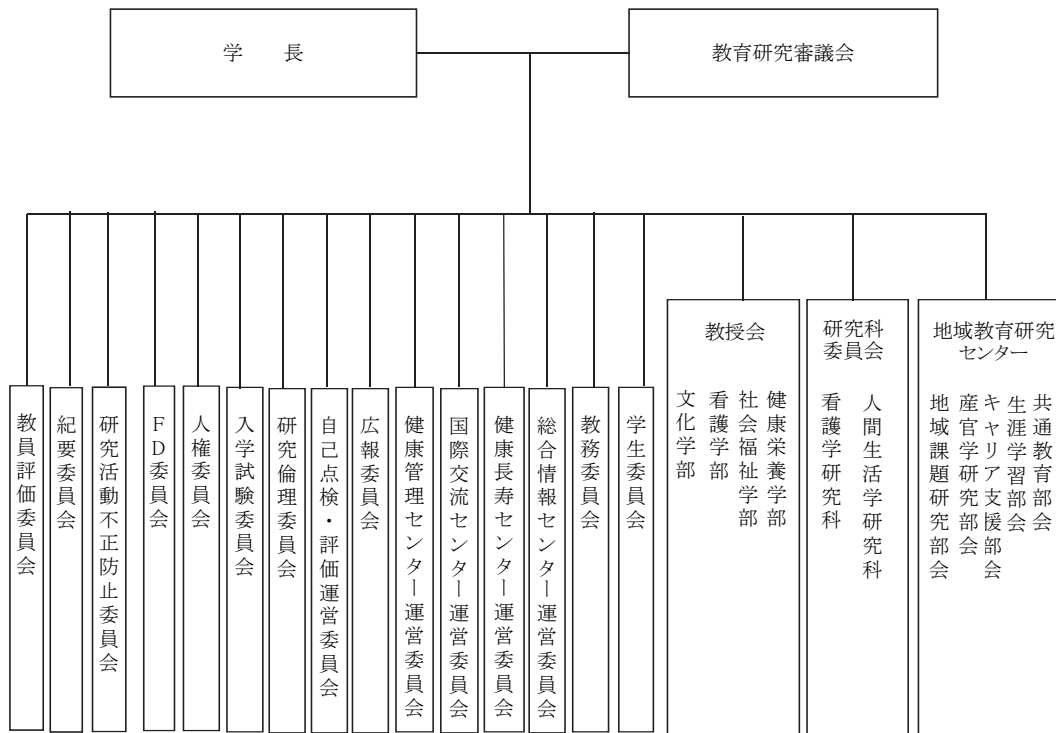 学　　長
教育研究審議会
教員評価委員会
紀要委員会
研究活動不正防止委員会
FD委員会
人権委員会
入学試験委員会
研究倫理委員会
自己点検・評価運営委員会
広報委員会
健康管理センター運営委員会
国際交流センター運営委員会
健康長寿センター運営委員会
総合情報センター運営委員会
教務委員会
学生委員会
教授会
文化学部
看護学部
社会福祉学部
健康栄養学部
研究科
委員会
看護学研究科
人間生活学研究科
地域教育研究
センター
地域課題研究部会
産官学研究部会
キャリア支援部会
生涯学習部会
共通教育部会